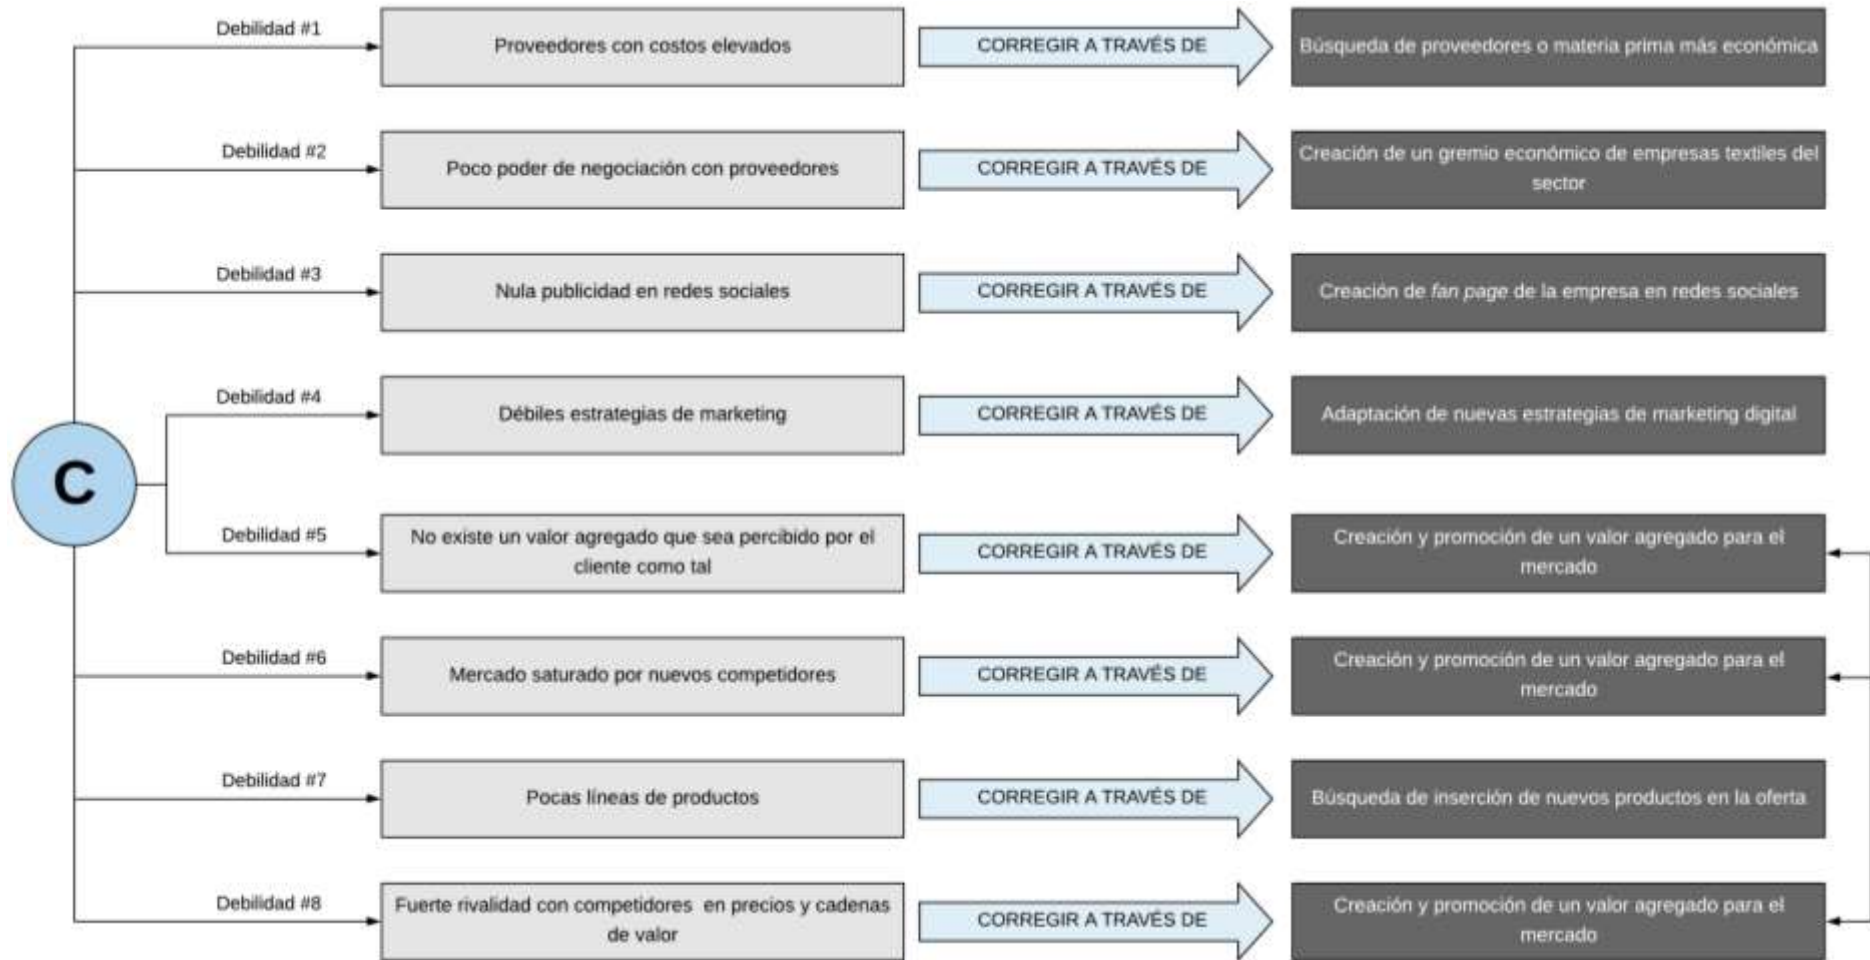 Debilidad #1
Proveedores con costos elevados
CORREGIR A TRAVÉS DE
Búsqueda de proveedores o materia prima más económica
Debilidad #2
Poco poder de negociación con proveedores
CORREGIR A TRAVÉS DE
Creación de un gremio económico de empresas textiles del
sector
Debilidad #3
Nula publicidad en redes sociales
CORREGIR A TRAVÉS DE
Creación de fan page de la empresa en redes sociales
Debilidad #4
Débiles estrategias de marketing
CORREGIR A TRAVÉS DE
Adaptación de nuevas estrategias de marketing digital
C
Debilidad #5
No existe un valor agregado que sea percibido por el
cliente como tal
CORREGIR A TRAVÉS DE
Creación y promoción de un valor agregado para el
mercado
Debilidad #6
Mercado saturado por nuevos competidores
CORREGIR A TRAVÉS DE
Creación y promoción de un valor agregado para el
mercado
Debilidad #7
Pocas líneas de productos
CORREGIR A TRAVÉS DE
Búsqueda de inserción de nuevos productos en la oferta
Debilidad #8
Fuerte rivalidad con competidores en precios y cadenas
de valor
CORREGIR A TRAVÉS DE
Creación y promoción de un valor agregado para el
mercado